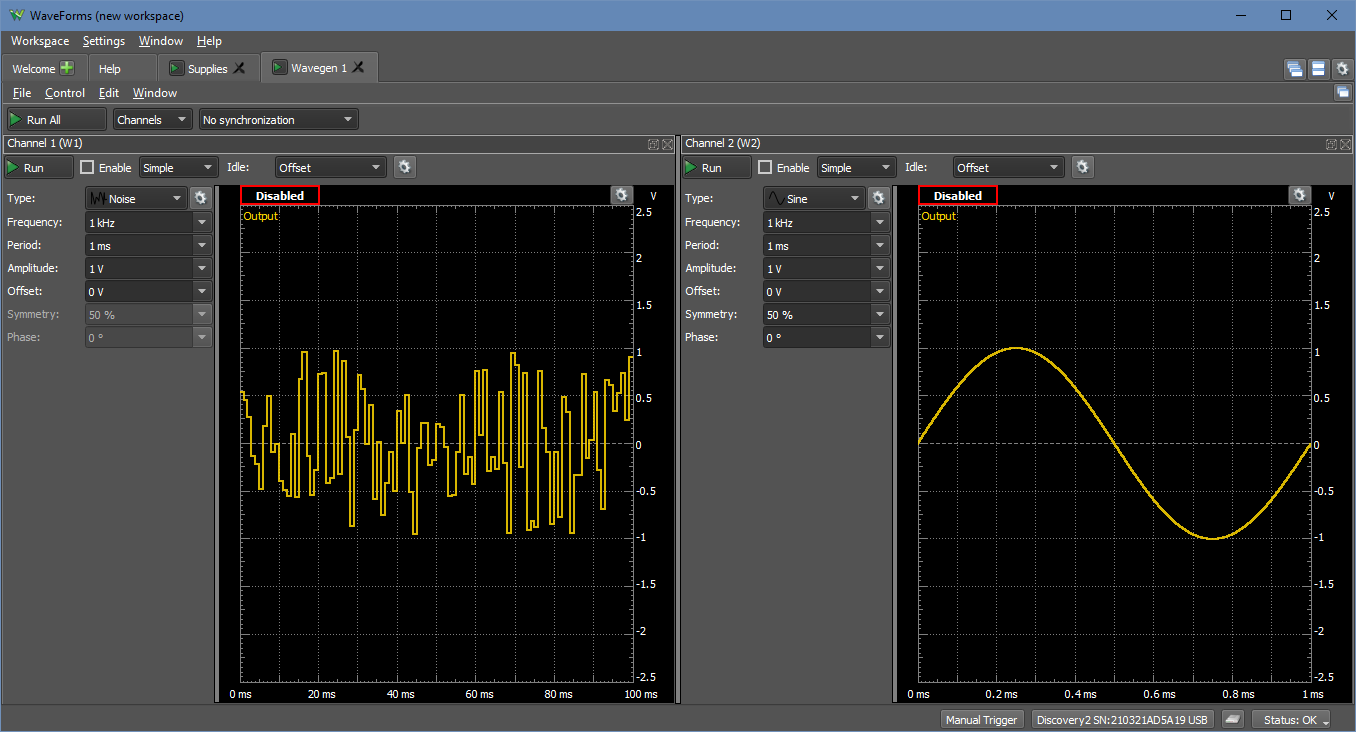 WaveForms (new workspace)
Workspace Settings Window Help
Welcome Help Supplies Wavegen 1
File Control Edit Window
Run All Channels No synchronization
Channel 1 (W1)
Run Enable Simple Idle: Offset
Type: Noise
Frequency: 1 kHz
Period: 1 ms
Amplitude: 1 V
Offset: 0 V
Symmetry: 50 %
Phase: 0 °
Disabled
V
Output
2.5
2
1.5
1
0.5
0
-0.5
-1
-1.5
-2
-2.5
0 ms 20 ms 40 ms 60 ms 80 ms 100 ms
Channel 2 (W2)
Run Enable Simple Idle: Offset
Type: Sine
Frequency: 1 kHz
Period: 1 ms
Amplitude: 1 V
Offset: 0 V
Symmetry: 50 %
Phase: 0 °
Disabled
V
Output
2.5
2
1.5
1
0.5
0
-0.5
-1
-1.5
-2
-2.5
0 ms 0.2 ms 0.4 ms 0.6 ms 0.8 ms 1 ms
Manual Trigger Discovery2 SN:210321AD5A19 USB Status: OK